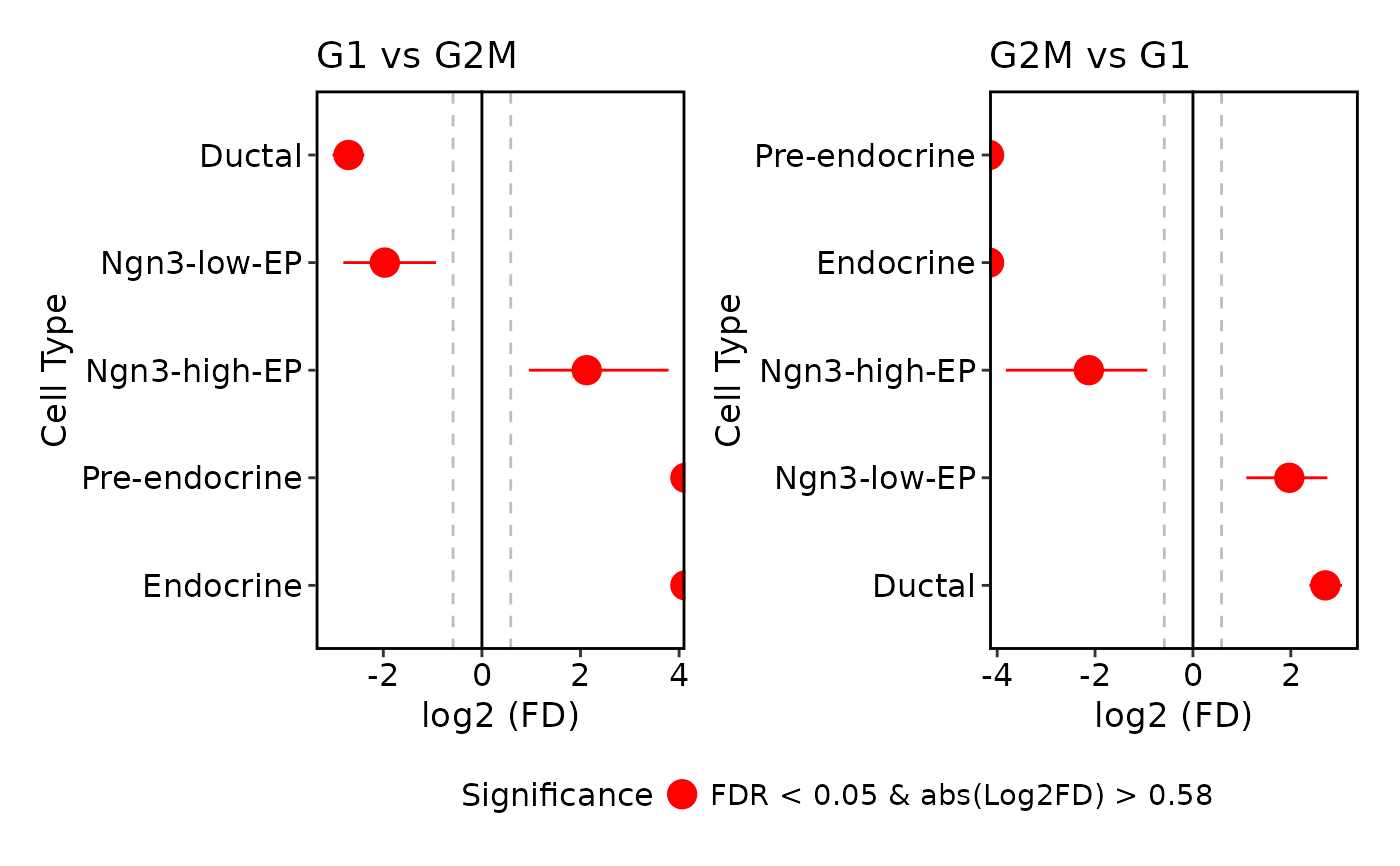 G1 vs G2M
Cell Type
Ductal
Ngn3-low-EP
Ngn3-high-EP
Pre-endocrine
Endocrine
-2 0 2 4
log2 (FD)
G2M vs G1
Cell Type
Pre-endocrine
Endocrine
Ngn3-high-EP
Ngn3-low-EP
Ductal
-4 -2 0 2
log2 (FD)
Significance FDR < 0.05 & abs(Log2FD) > 0.58